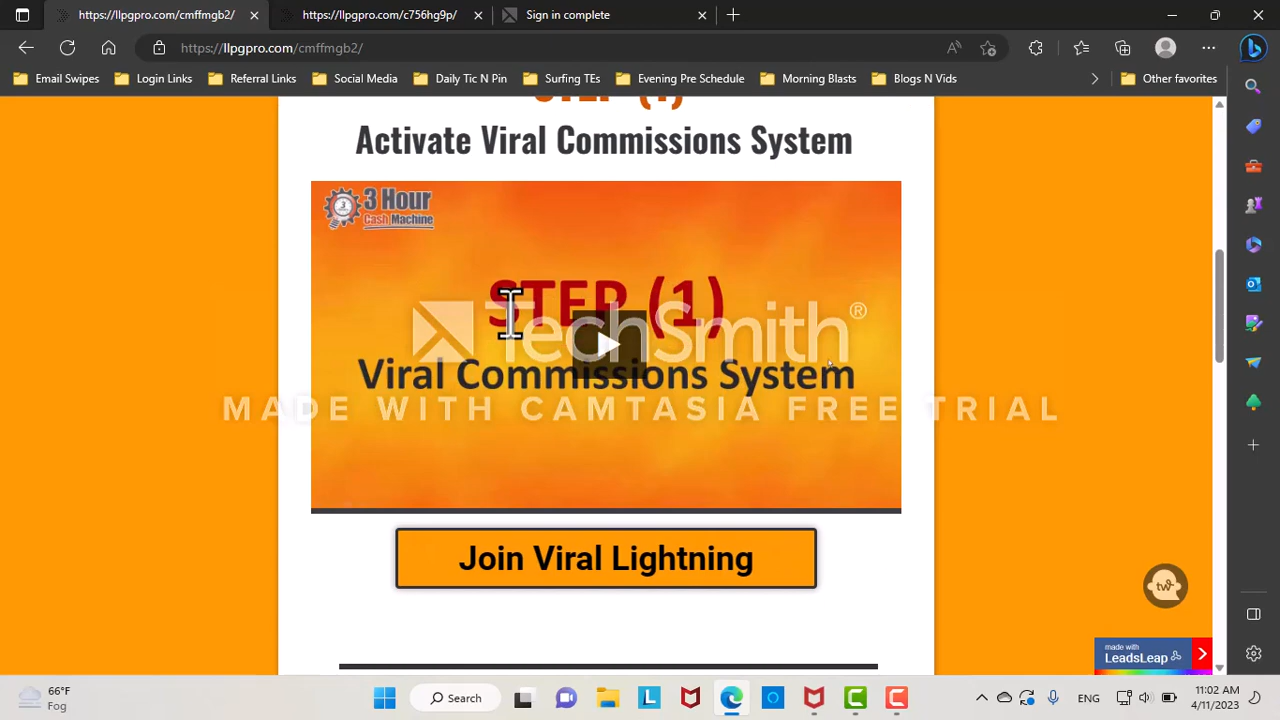 https://llpgpro.com/cmffmgb2/
https://llpgpro.com/c756hg9p/
Sign in complete
https://llpgpro.com/cmffmgb2/
Email Swipes
Login Links
Referral Links
Social Media
Daily Tic N Pin
Surfing TEs
Evening Pre Schedule
Morning Blasts
Blogs N Vids
Other favorites
STEP (1)
Activate Viral Commissions System
3 Hour
Cash Machine
STEP (1)
TechSmith®
Viral Commissions System
MADE WITH CAMTASIA FREE TRIAL
Join Viral Lightning
made with
LeadsLeap
66°F
Fog
Search
ENG
11:02 AM
4/11/2023